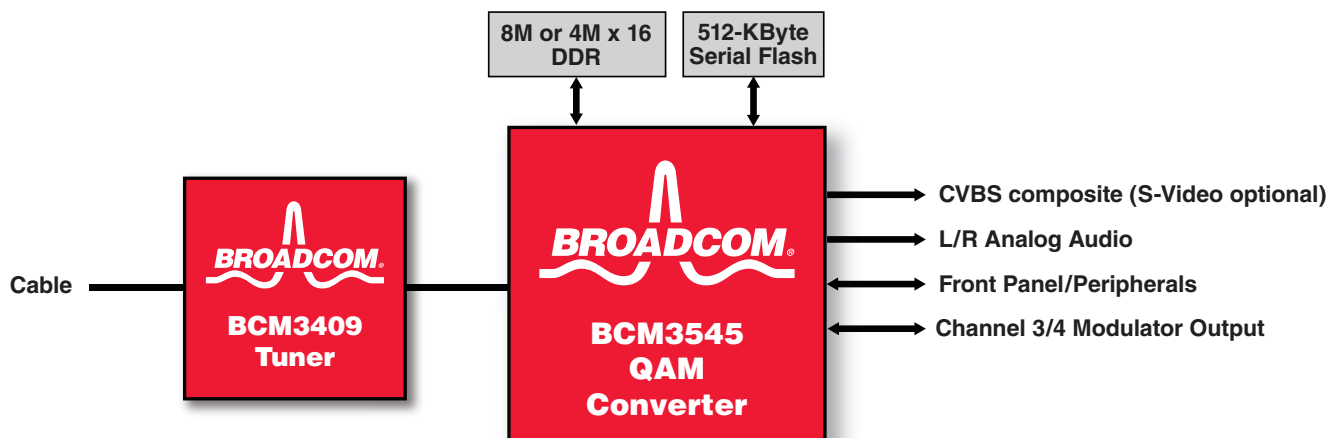 8M or 4M x 16
DDR
512-KByte
Serial Flash
Cable
BROADCOM®
BCM3409
Tuner
BROADCOM®
BCM3545
QAM
Converter
CVBS composite (S-Video optional)
L/R Analog Audio
Front Panel/Peripherals
Channel 3/4 Modulator Output